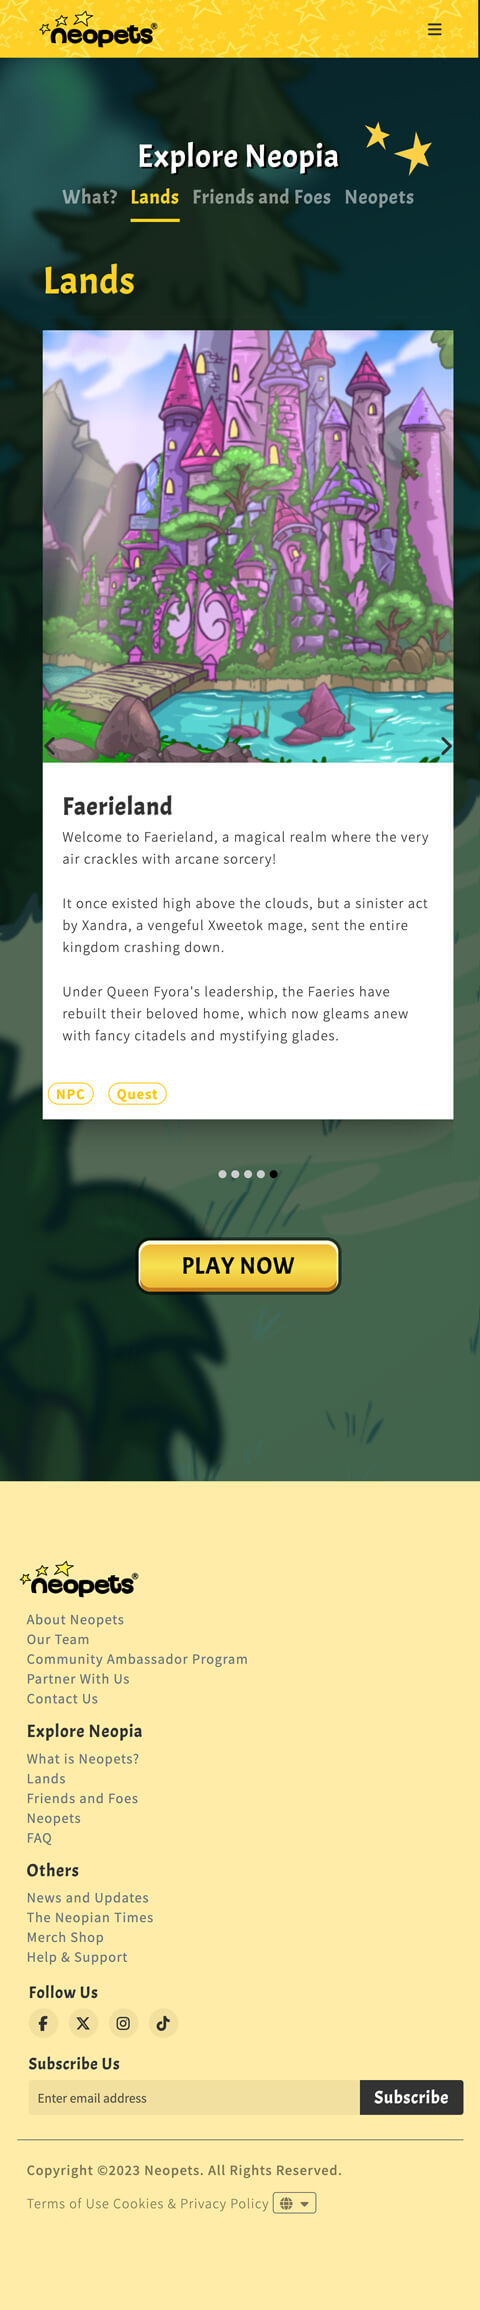 neopets®
Explore Neopia
What? Lands Friends and Foes Neopets
Lands
Faerieland
Welcome to Faerieland, a magical realm where the very
air crackles with arcane sorcery!
It once existed high above the clouds, but a sinister act
by Xandra, a vengeful Xweetok mage, sent the entire
kingdom crashing down.
Under Queen Fyora's leadership, the Faeries have
rebuilt their beloved home, which now gleams anew
with fancy citadels and mystifying glades.
NPC Quest
PLAY NOW
neopets®
About Neopets
Our Team
Community Ambassador Program
Partner With Us
Contact Us
Explore Neopia
What is Neopets?
Lands
Friends and Foes
Neopets
FAQ
Others
News and Updates
The Neopian Times
Merch Shop
Help & Support
Follow Us
Subscribe Us
Enter email address Subscribe
Copyright ©2023 Neopets. All Rights Reserved.
Terms of Use Cookies & Privacy Policy